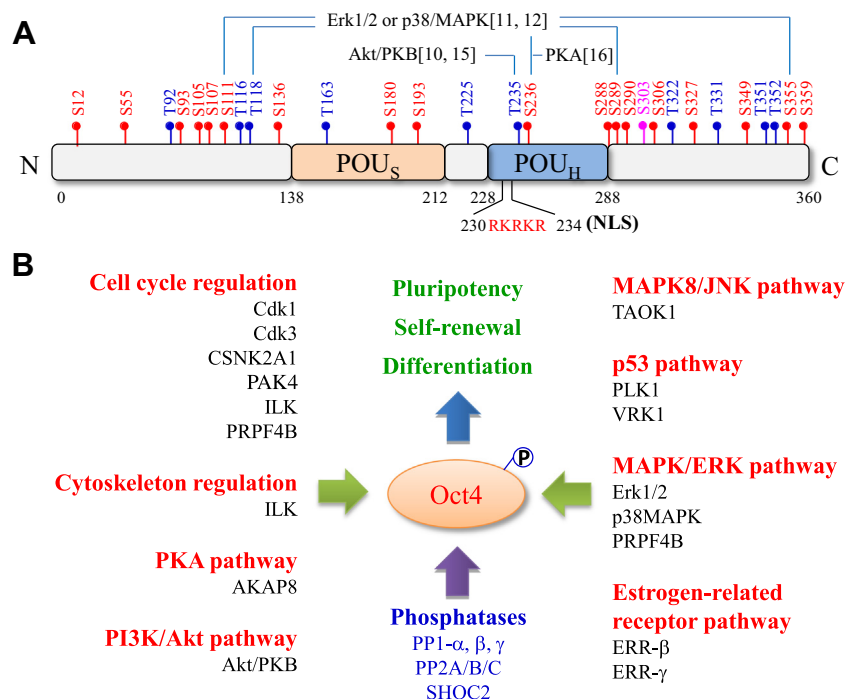 A
Erk1/2 or p38/MAPK[11, 12]
Akt/PKB[10, 15]
PKA[16]
S12
S55
T92
S93
S105
S107
S111
T116
T118
S136
T163
S180
S193
T225
T235
S236
S288
S289
S290
S303
S306
T322
S327
T331
S349
T351
T352
S355
S359
N
POUS
POUH
C
0
138
212
228
288
360
230 RKRKR 234 (NLS)
B
Cell cycle regulation
Cdk1
Cdk3
CSNK2A1
PAK4
ILK
PRPF4B
Cytoskeleton regulation
ILK
PKA pathway
AKAP8
PI3K/Akt pathway
Akt/PKB
Pluripotency
Self-renewal
Differentiation
P
Oct4
Phosphatases
PP1-α, β, γ
PP2A/B/C
SHOC2
MAPK8/JNK pathway
TAOK1
p53 pathway
PLK1
VRK1
MAPK/ERK pathway
Erk1/2
p38MAPK
PRPF4B
Estrogen-related
receptor pathway
ERR-β
ERR-γ